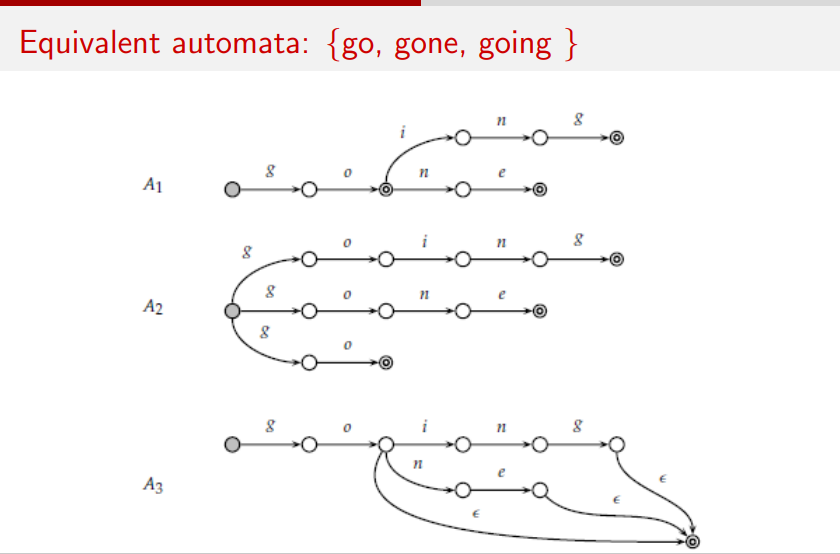 Equivalent automata: {go, gone, going }
i n g
A1 g o n e
g o i n g
A2 g o n e
g o
g o i n g
n e
A3 ϵ ϵ ϵ